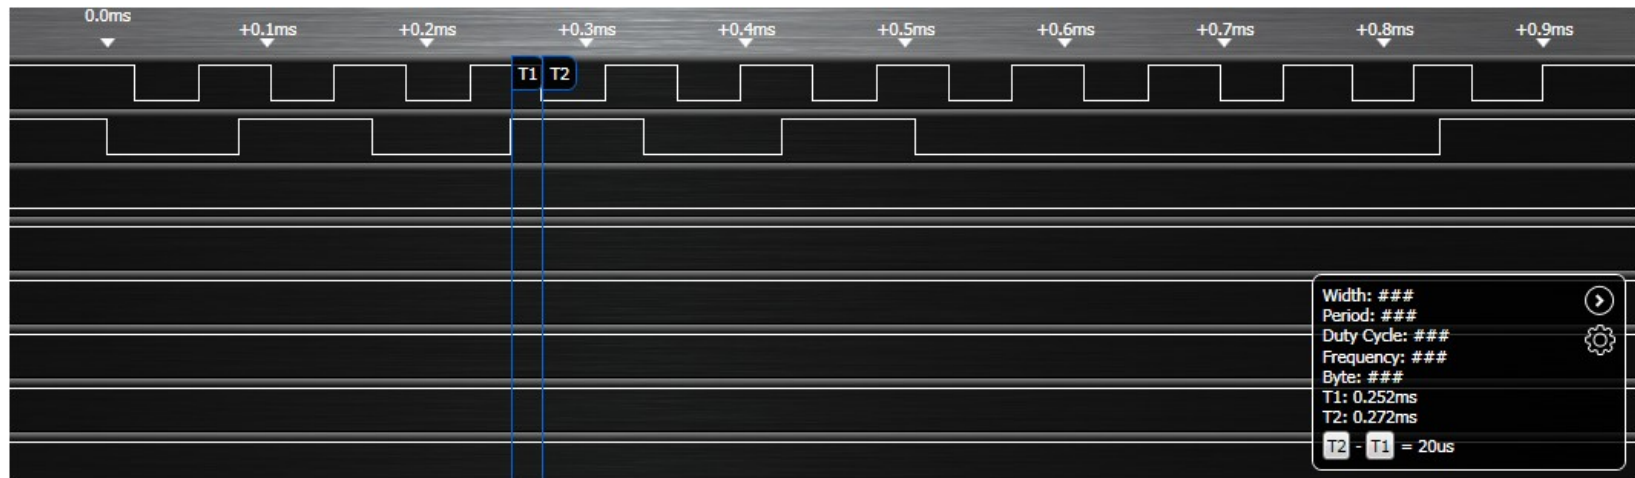 0.0ms
+0.1ms +0.2ms +0.3ms +0.4ms +0.5ms +0.6ms +0.7ms +0.8ms +0.9ms
T1 T2
Width: ###
Period: ###
Duty Cycle: ###
Frequency: ###
Byte: ###
T1: 0.252ms
T2: 0.272ms
T2 - T1 = 20us